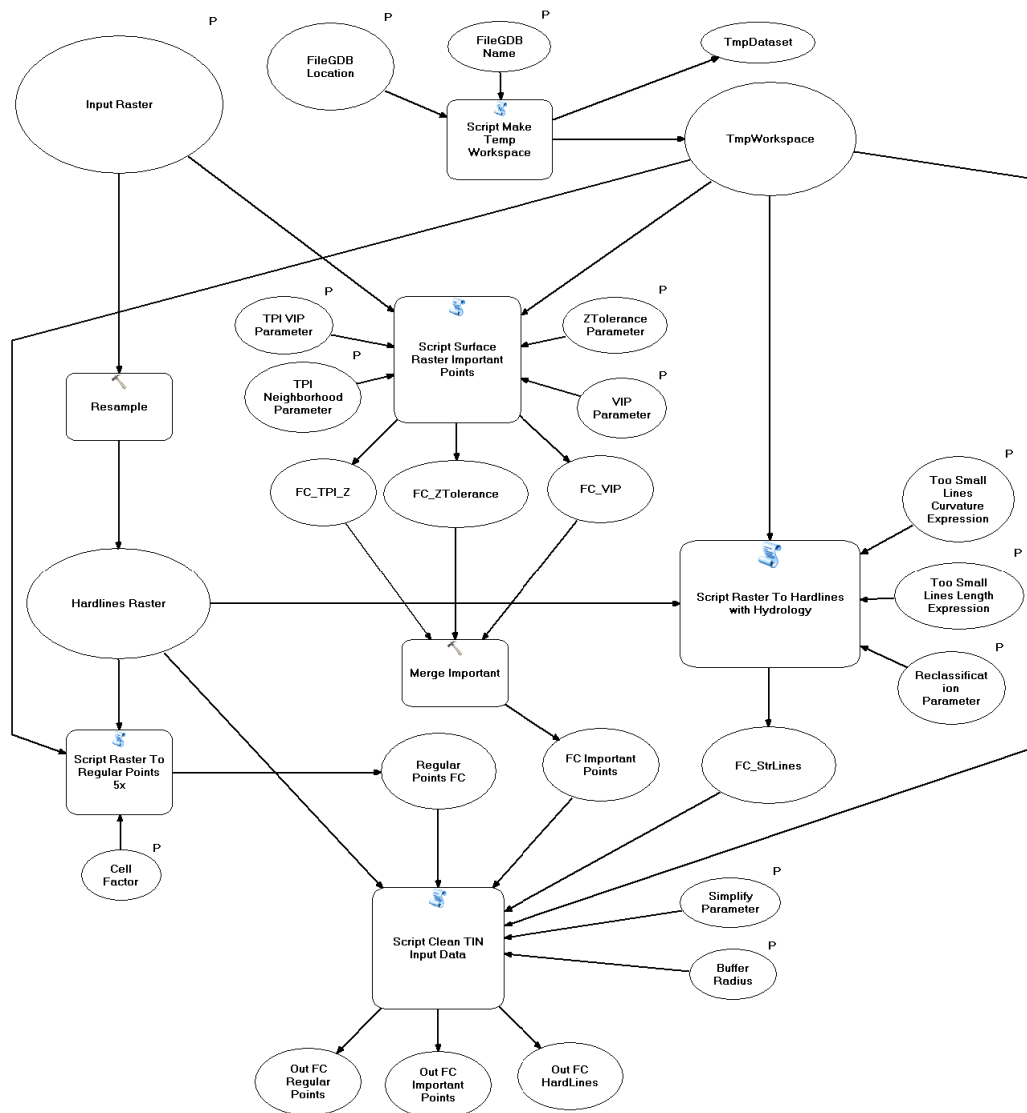 P
P
P
Input Raster
FileGDB
Location
FileGDB
Name
TmpDataset
Script Make
Temp
Workspace
TmpWorkspace
P
P
TPI VIP
Parameter
ZTolerance
Parameter
Script Surface
Raster Important
Points
P
P
TPI
Neighborhood
Parameter
VIP
Parameter
Resample
FC_TPI_Z
FC_ZTolerance
FC_VIP
P
Too Small
Lines
Curvature
Expression
P
Hardlines Raster
Script Raster To Hardlines
with Hydrology
Too Small
Lines Length
Expression
P
Merge Important
Reclassificat
ion
Parameter
Script Raster To
Regular Points
5x
Regular
Points FC
FC Important
Points
FC_StrLines
P
Cell
Factor
P
Simplify
Parameter
Script Clean TIN
Input Data
P
Buffer
Radius
Out FC
Regular
Points
Out FC
Important
Points
Out FC
HardLines